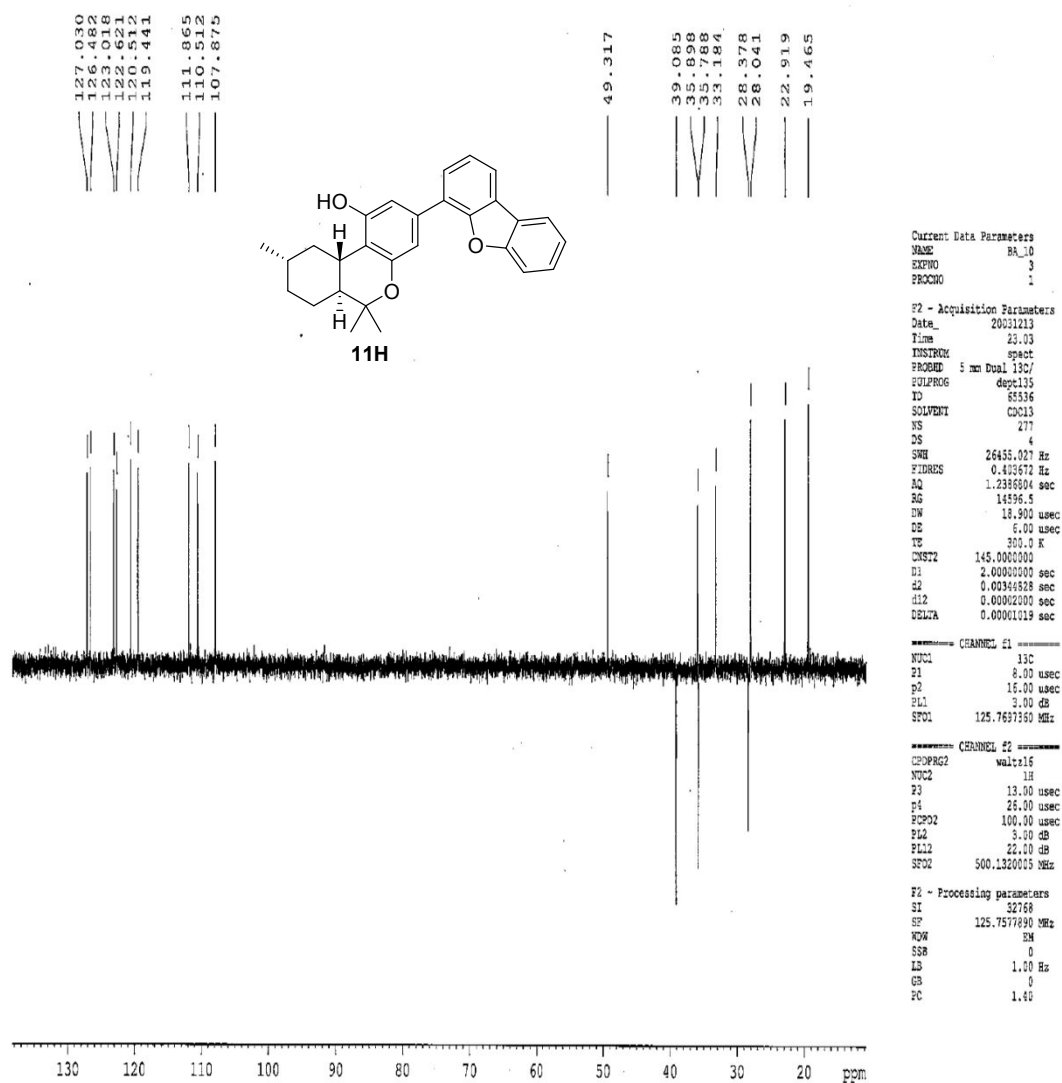 127.030
126.482
123.018
122.621
120.512
119.441
111.865
110.512
107.875
49.317
39.085
35.898
35.788
33.184
28.378
28.041
22.919
19.465
HO
H
O
O
H
11H
Current Data Parameters
NAME BA_10
EXPNO 3
PROCNO 1
F2 - Acquisition Parameters
Date_ 20031213
Time 23.03
INSTRUM spect
PROBHD 5 mm Dual 13C/
PULPROG dept135
TD 65536
SOLVENT CDCl3
NS 277
DS 4
SWH 26455.027 Hz
FIDRES 0.403672 Hz
AQ 1.2386804 sec
RG 14596.5
DW 18.900 usec
DE 6.00 usec
TE 300.0 K
CNST2 145.0000000
D1 2.00000000 sec
d2 0.00344828 sec
d12 0.00002000 sec
DELTA 0.00001019 sec
======== CHANNEL f1 ========
NUC1 13C
P1 8.00 usec
p2 16.00 usec
PL1 3.00 dB
SFO1 125.7697360 MHz
======== CHANNEL f2 ========
CPDPRG2 waltz16
NUC2 1H
P3 13.00 usec
p4 26.00 usec
PCPD2 100.00 usec
PL2 3.00 dB
PL12 22.00 dB
SFO2 500.1320005 MHz
F2 - Processing parameters
SI 32768
SF 125.7577890 MHz
WDW EM
SSB 0
LB 1.00 Hz
GB 0
PC 1.40
130 120 110 100 90 80 70 60 50 40 30 20 ppm